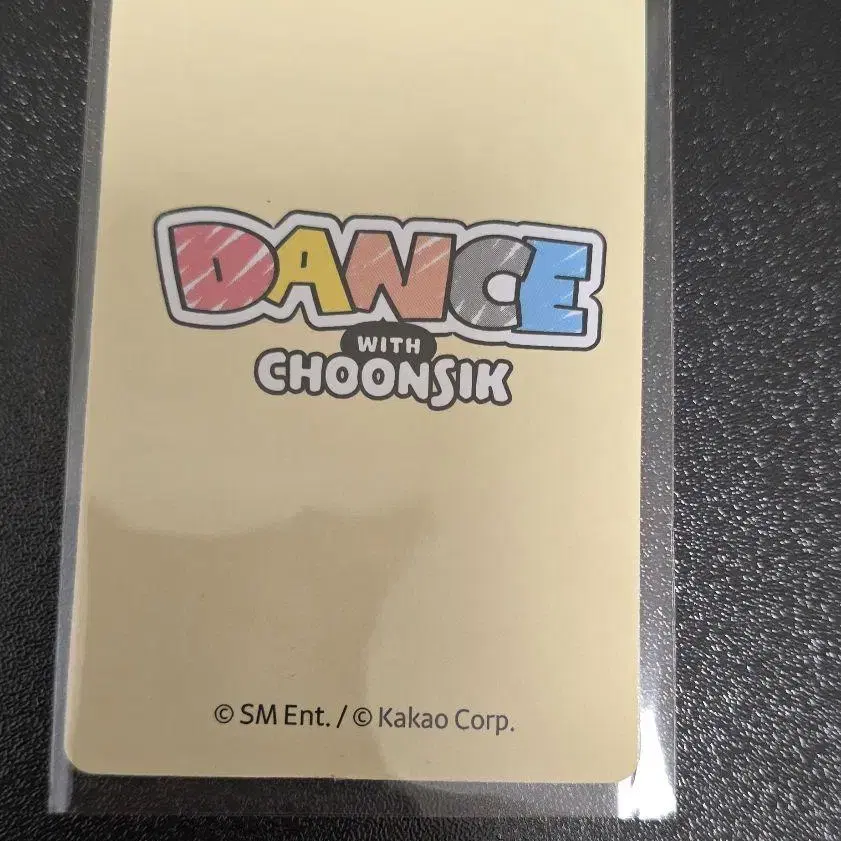 DANCE
WITH
CHOONSIK
© SM Ent. / © Kakao Corp.